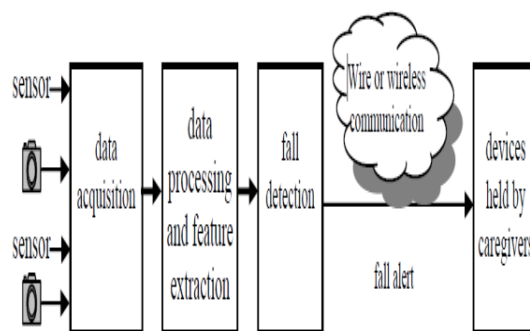 sensor
sensor
data
acquisition
data
processing
and feature
extraction
fall
detection
Wire or wireless
communication
fall alert
devices
held by
caregivers